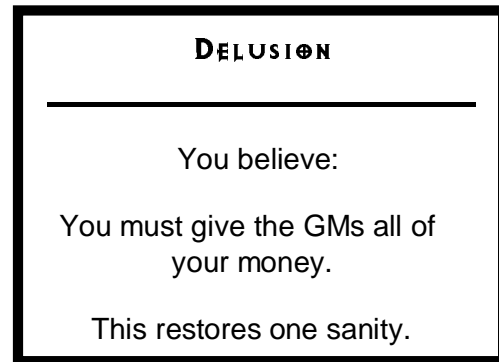 DELUSION
You believe:
You must give the GMs all of
your money.
This restores one sanity.